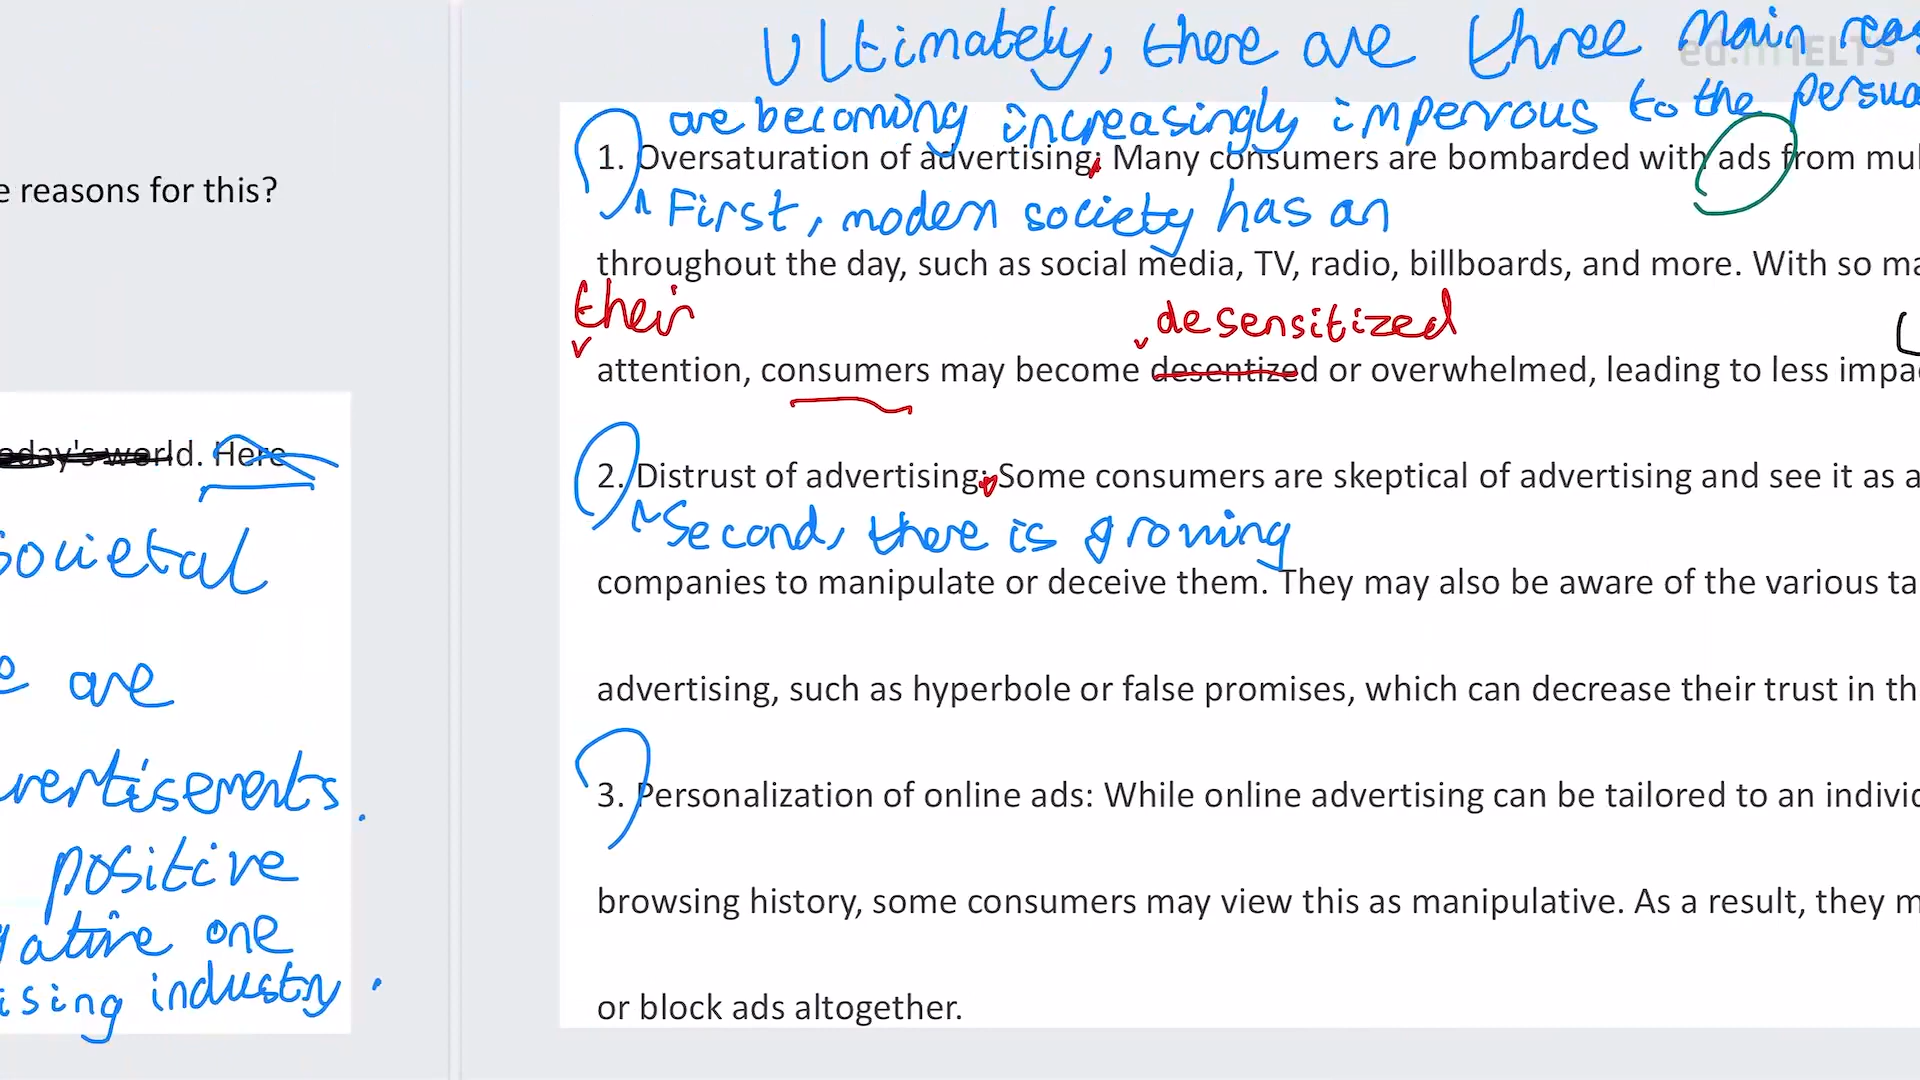 e reasons for this?
eday's world. Here
societal
e are
vertisements.
positive
gative one
ising industry.
ed.m IELTS
Ultimately, there are three main reas
are becoming increasingly impervous to the persua
1. Oversaturation of advertising: Many consumers are bombarded with ads from mul
First, modern society has an
throughout the day, such as social media, TV, radio, billboards, and more. With so ma
their
desensitized
attention, consumers may become desentized or overwhelmed, leading to less impa
2. Distrust of advertising: Some consumers are skeptical of advertising and see it as a
Second, there is growing
companies to manipulate or deceive them. They may also be aware of the various ta
advertising, such as hyperbole or false promises, which can decrease their trust in th
3. Personalization of online ads: While online advertising can be tailored to an individ
browsing history, some consumers may view this as manipulative. As a result, they m
or block ads altogether.